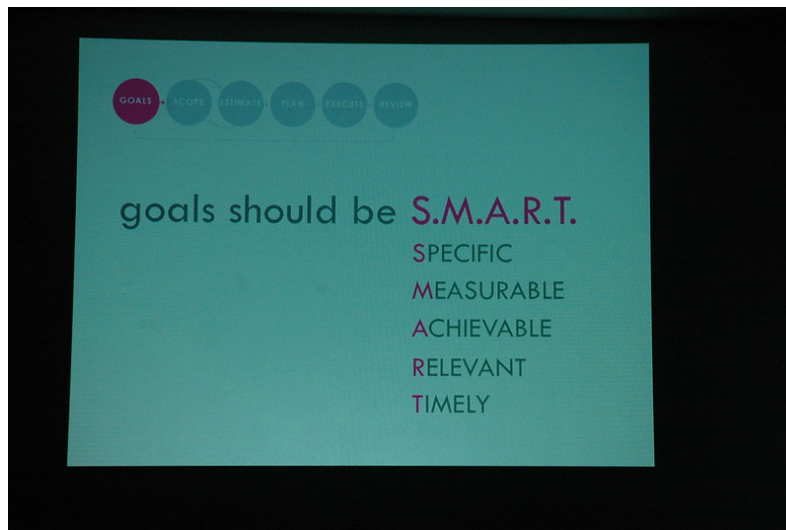 GOALS SCOPE ESTIMATE PLAN EXECUTE REVIEW
goals should be S.M.A.R.T.
SPECIFIC
MEASURABLE
ACHIEVABLE
RELEVANT
TIMELY